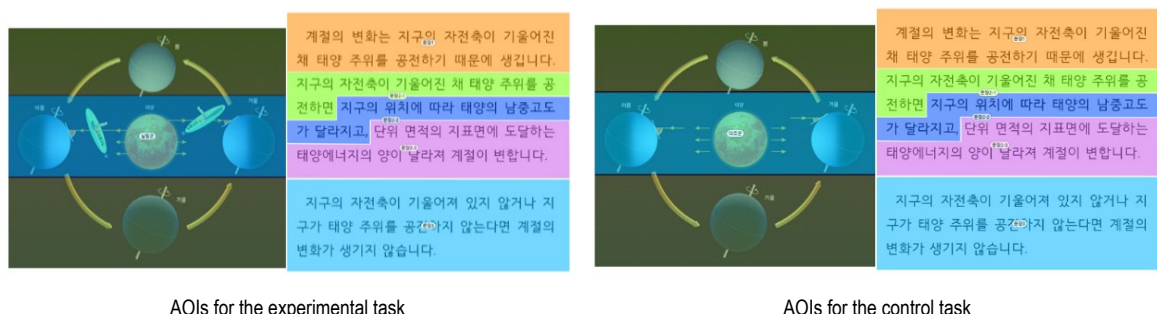 계절의 변화는 지구의 자전축이 기울어진
채 태양 주위를 공전하기 때문에 생깁니다.
지구의 자전축이 기울어진 채 태양 주위를 공
전하면 지구의 위치에 따라 태양의 남중고도
가 달라지고, 단위 면적의 지표면에 도달하는
태양에너지의 양이 달라져 계절이 변합니다.
지구의 자전축이 기울어져 있지 않거나 지
구가 태양 주위를 공전하지 않는다면 계절의
변화가 생기지 않습니다.
AOIs for the experimental task
계절의 변화는 지구의 자전축이 기울어진
채 태양 주위를 공전하기 때문에 생깁니다.
지구의 자전축이 기울어진 채 태양 주위를 공
전하면 지구의 위치에 따라 태양의 남중고도
가 달라지고, 단위 면적의 지표면에 도달하는
태양에너지의 양이 달라져 계절이 변합니다.
지구의 자전축이 기울어져 있지 않거나 지
구가 태양 주위를 공전하지 않는다면 계절의
변화가 생기지 않습니다.
AOIs for the control task